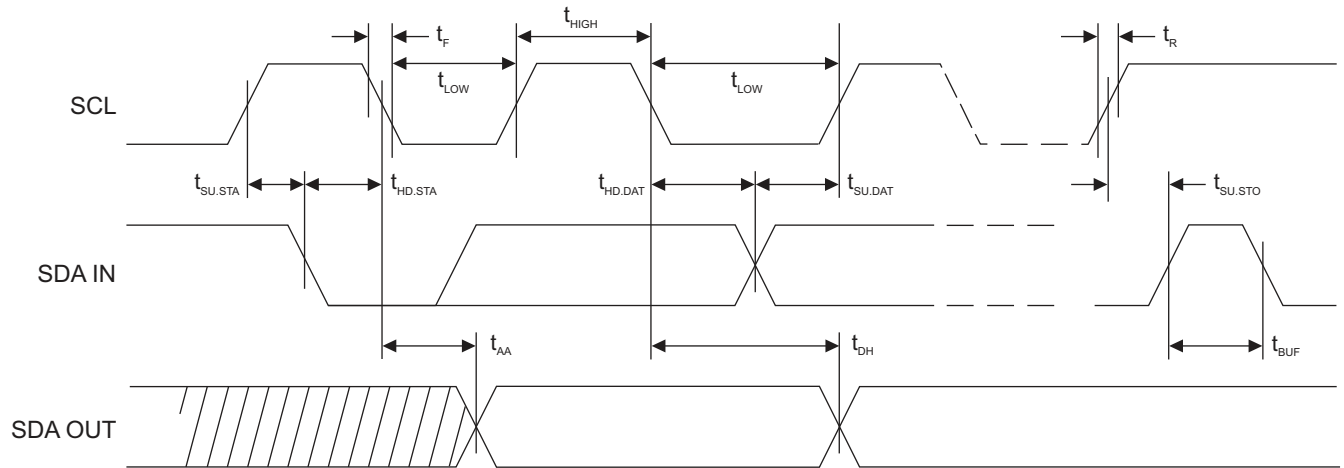 t_HIGH
t_F
t_R
t_LOW
t_LOW
SCL
t_SU.STA
t_HD.STA
t_HD.DAT
t_SU.DAT
t_SU.STO
SDA IN
t_AA
t_DH
t_BUF
SDA OUT